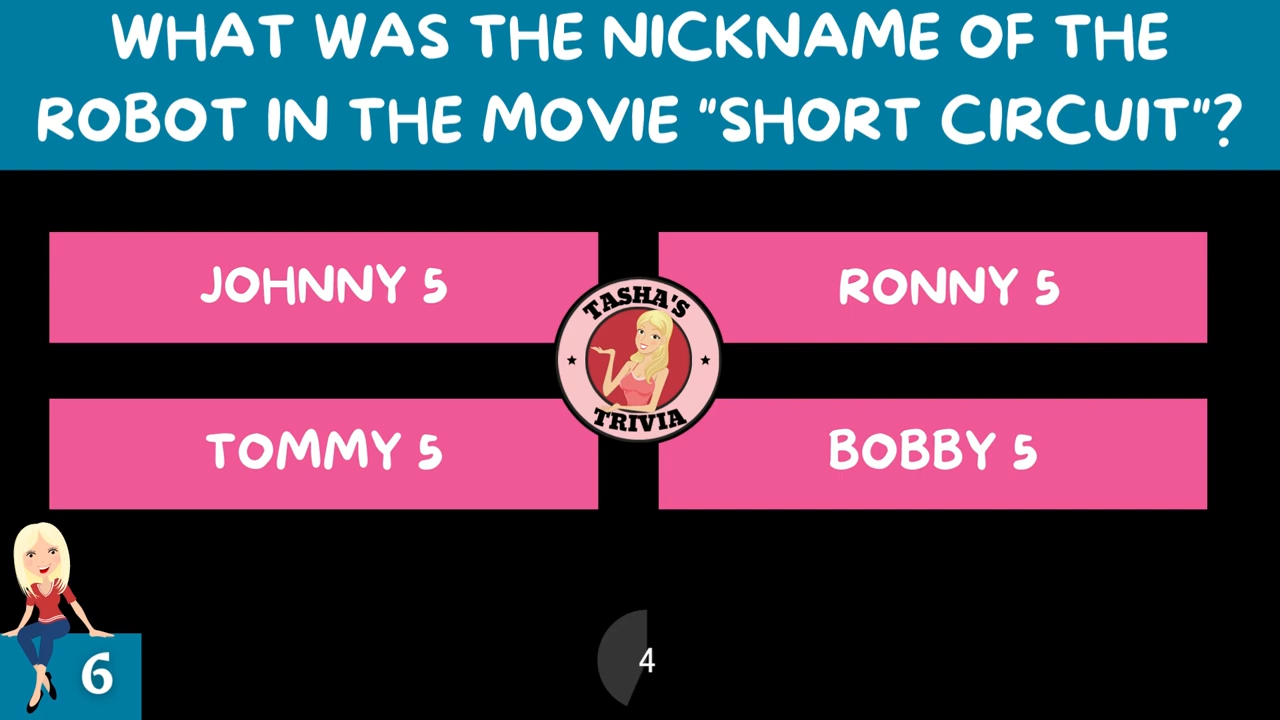 WHAT WAS THE NICKNAME OF THE
ROBOT IN THE MOVIE "SHORT CIRCUIT"?
JOHNNY 5
RONNY 5
TASHA'S
TRIVIA
TOMMY 5
BOBBY 5
6
4